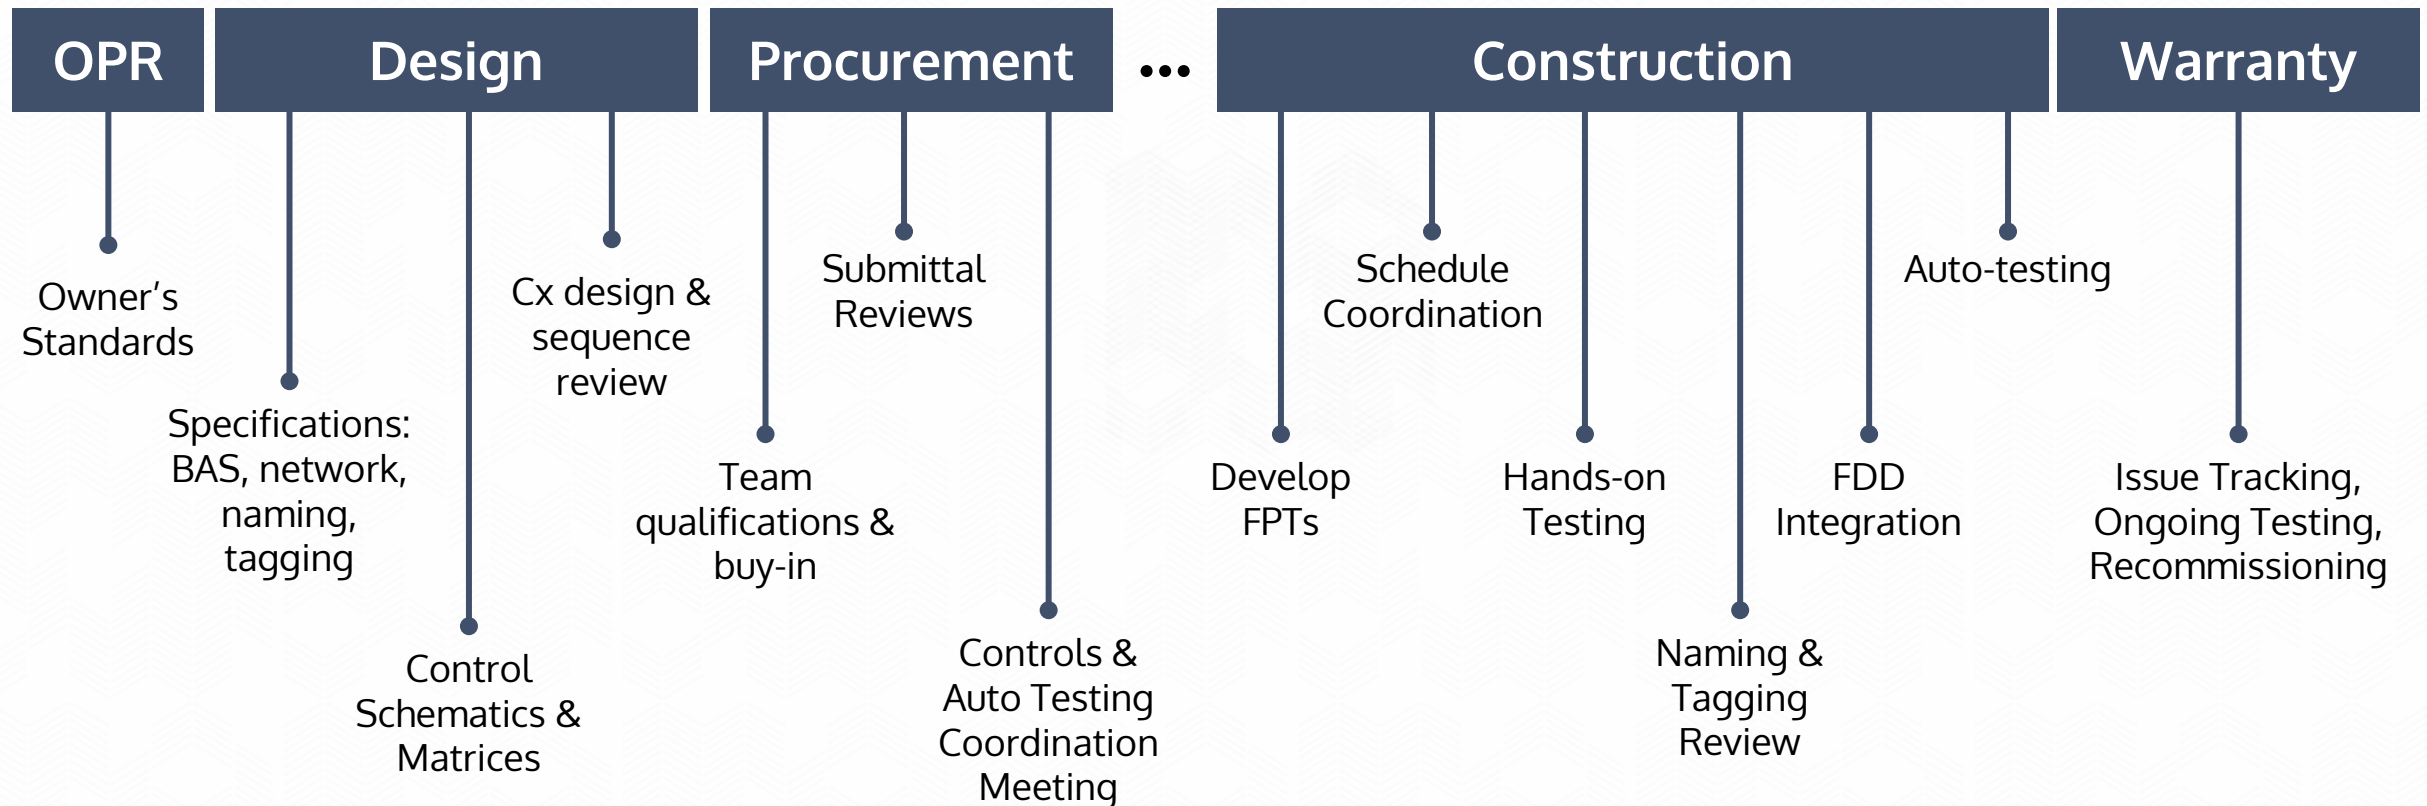 OPR
Design
Procurement
...
Construction
Warranty
Owner’s
Standards
Specifications:
BAS, network,
naming,
tagging
Control
Schematics &
Matrices
Cx design &
sequence
review
Team
qualifications &
buy-in
Submittal
Reviews
Controls &
Auto Testing
Coordination
Meeting
Develop
FPTs
Schedule
Coordination
Hands-on
Testing
Naming &
Tagging
Review
FDD
Integration
Auto-testing
Issue Tracking,
Ongoing Testing,
Recommissioning